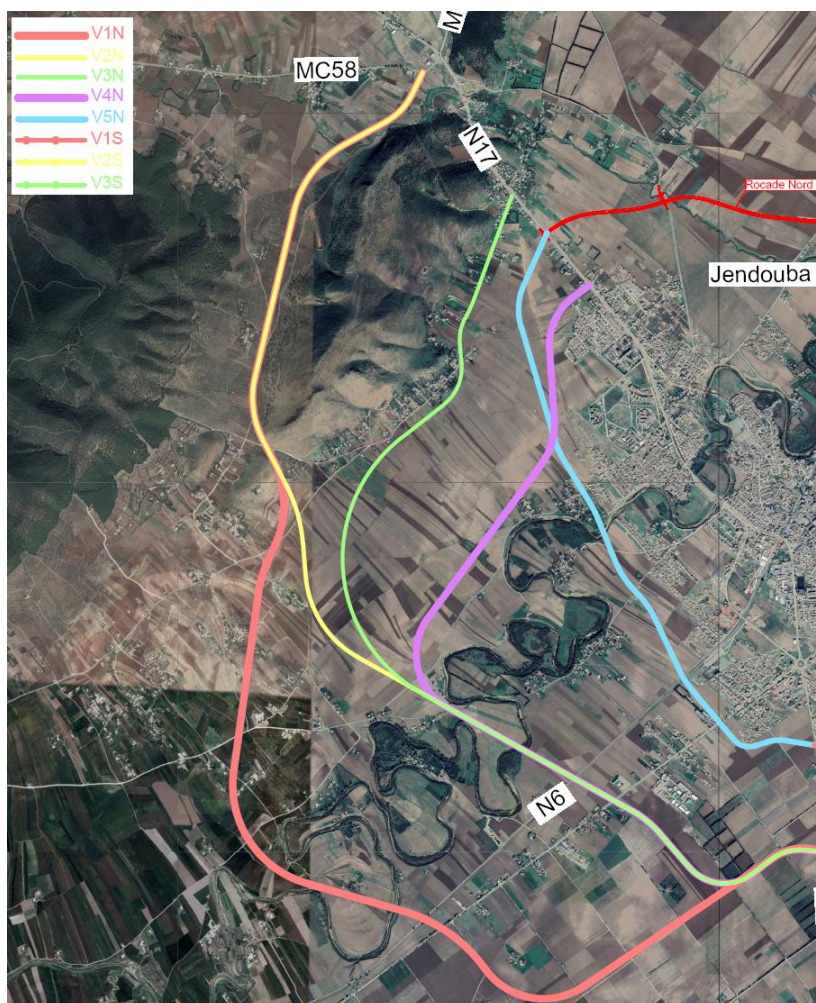 V1N
V2N
V3N
V4N
V5N
V1S
V2S
V3S
M
MC58
N17
Rocade Nord
Jendouba
N6